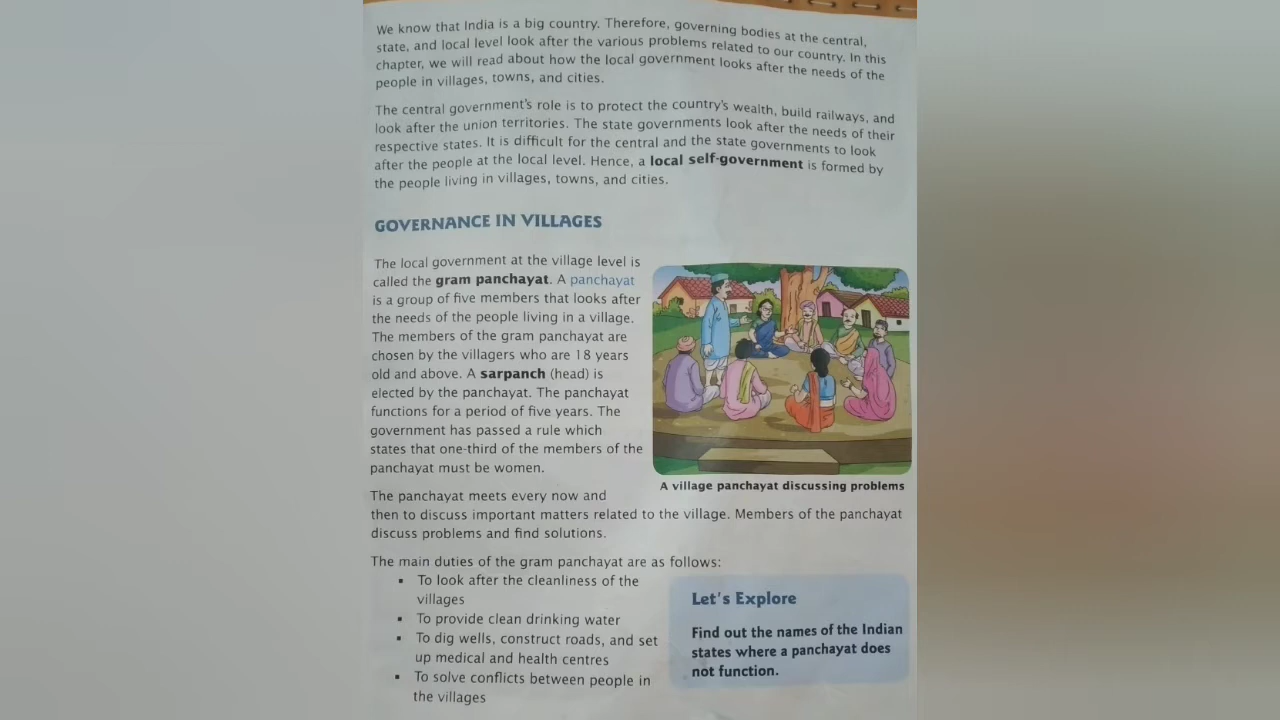 We know that India is a big country. Therefore, governing bodies at the central,
state, and local level look after the various problems related to our country. In this
chapter, we will read about how the local government looks after the needs of the
people in villages, towns, and cities.
The central government's role is to protect the country's wealth, build railways, and
look after the union territories. The state governments look after the needs of their
respective states. It is difficult for the central and the state governments to look
after the people at the local level. Hence, a local self-government is formed by
the people living in villages, towns, and cities.
GOVERNANCE IN VILLAGES
The local government at the village level is
called the gram panchayat. A panchayat
is a group of five members that looks after
the needs of the people living in a village.
The members of the gram panchayat are
chosen by the villagers who are 18 years
old and above. A sarpanch (head) is
elected by the panchayat. The panchayat
functions for a period of five years. The
government has passed a rule which
states that one-third of the members of the
panchayat must be women.
A village panchayat discussing problems
The panchayat meets every now and
then to discuss important matters related to the village. Members of the panchayat
discuss problems and find solutions.
The main duties of the gram panchayat are as follows:
▪ To look after the cleanliness of the
villages
▪ To provide clean drinking water
▪ To dig wells, construct roads, and set
up medical and health centres
▪ To solve conflicts between people in
the villages
Let's Explore
Find out the names of the Indian
states where a panchayat does
not function.